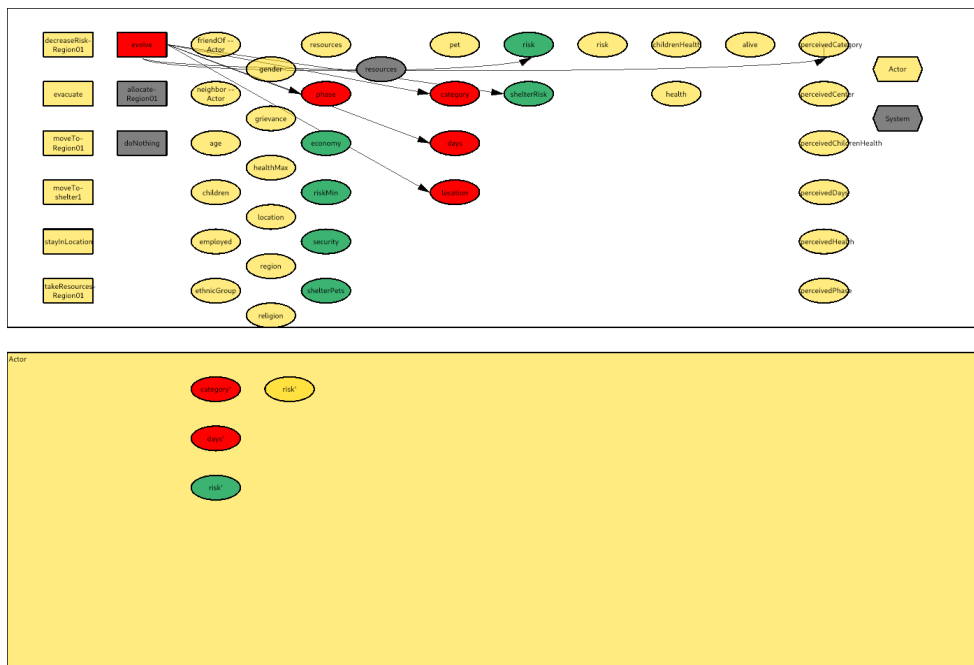 decreaseRisk-
Region01
evolve
friendOf --
Actor
resources
pet
risk
risk
childrenHealth
alive
perceivedCategory
gender
resources
Actor
evacuate
allocate-
Region01
neighbor --
Actor
phase
category
shelterRisk
health
perceivedCenter
grievance
System
moveTo-
Region01
doNothing
age
economy
days
perceivedChildrenHealth
healthMax
moveTo-
shelter1
children
riskMin
location
perceivedDays
location
stayInLocation
employed
security
perceivedHealth
region
takeResources-
Region01
ethnicGroup
shelterPets
perceivedPhase
religion
Actor
category'
risk'
days'
risk'